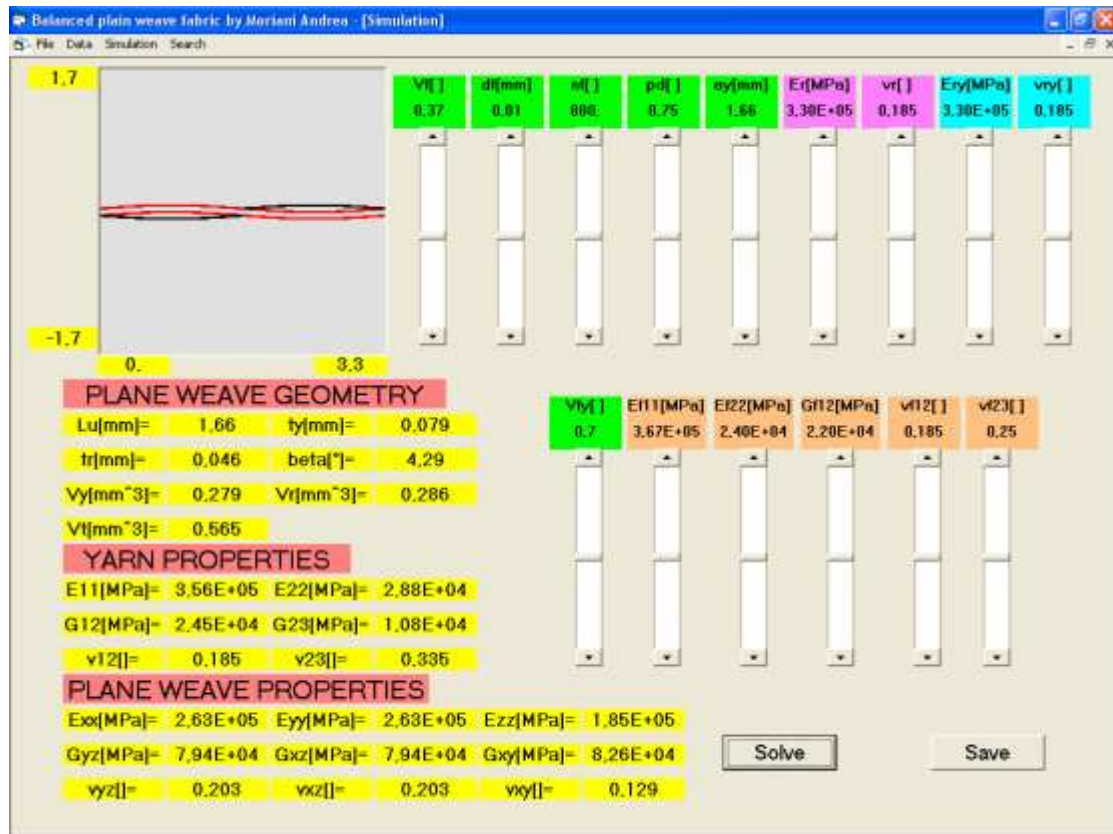 Balanced plain weave fabric by Moriani Andrea - [Simulation]
File Data Simulation Search
1,7
-1,7
0, 3,3
Vf[ ] df[mm] nf[ ] pd[ ] ay[mm] Er[MPa] vr[ ] Ery[MPa] vry[ ]
0,37 0,01 800, 0,75 1,66 3,30E+05 0,185 3,30E+05 0,185
PLANE WEAVE GEOMETRY
Lu[mm]= 1,66 ty[mm]= 0,079
tr[mm]= 0,046 beta[°]= 4,29
Vy[mm^3]= 0,279 Vr[mm^3]= 0,286
Vt[mm^3]= 0,565
Vfy[ ] Ef11[MPa] Ef22[MPa] Gf12[MPa] vf12[ ] vf23[ ]
0,7 3,67E+05 2,40E+04 2,20E+04 0,185 0,25
YARN PROPERTIES
E11[MPa]= 3,56E+05 E22[MPa]= 2,88E+04
G12[MPa]= 2,45E+04 G23[MPa]= 1,08E+04
v12[]= 0,185 v23[]= 0,335
PLANE WEAVE PROPERTIES
Exx[MPa]= 2,63E+05 Eyy[MPa]= 2,63E+05 Ezz[MPa]= 1,85E+05
Gyz[MPa]= 7,94E+04 Gxz[MPa]= 7,94E+04 Gxy[MPa]= 8,26E+04
vyz[]= 0,203 vxz[]= 0,203 vxy[]= 0,129
Solve Save